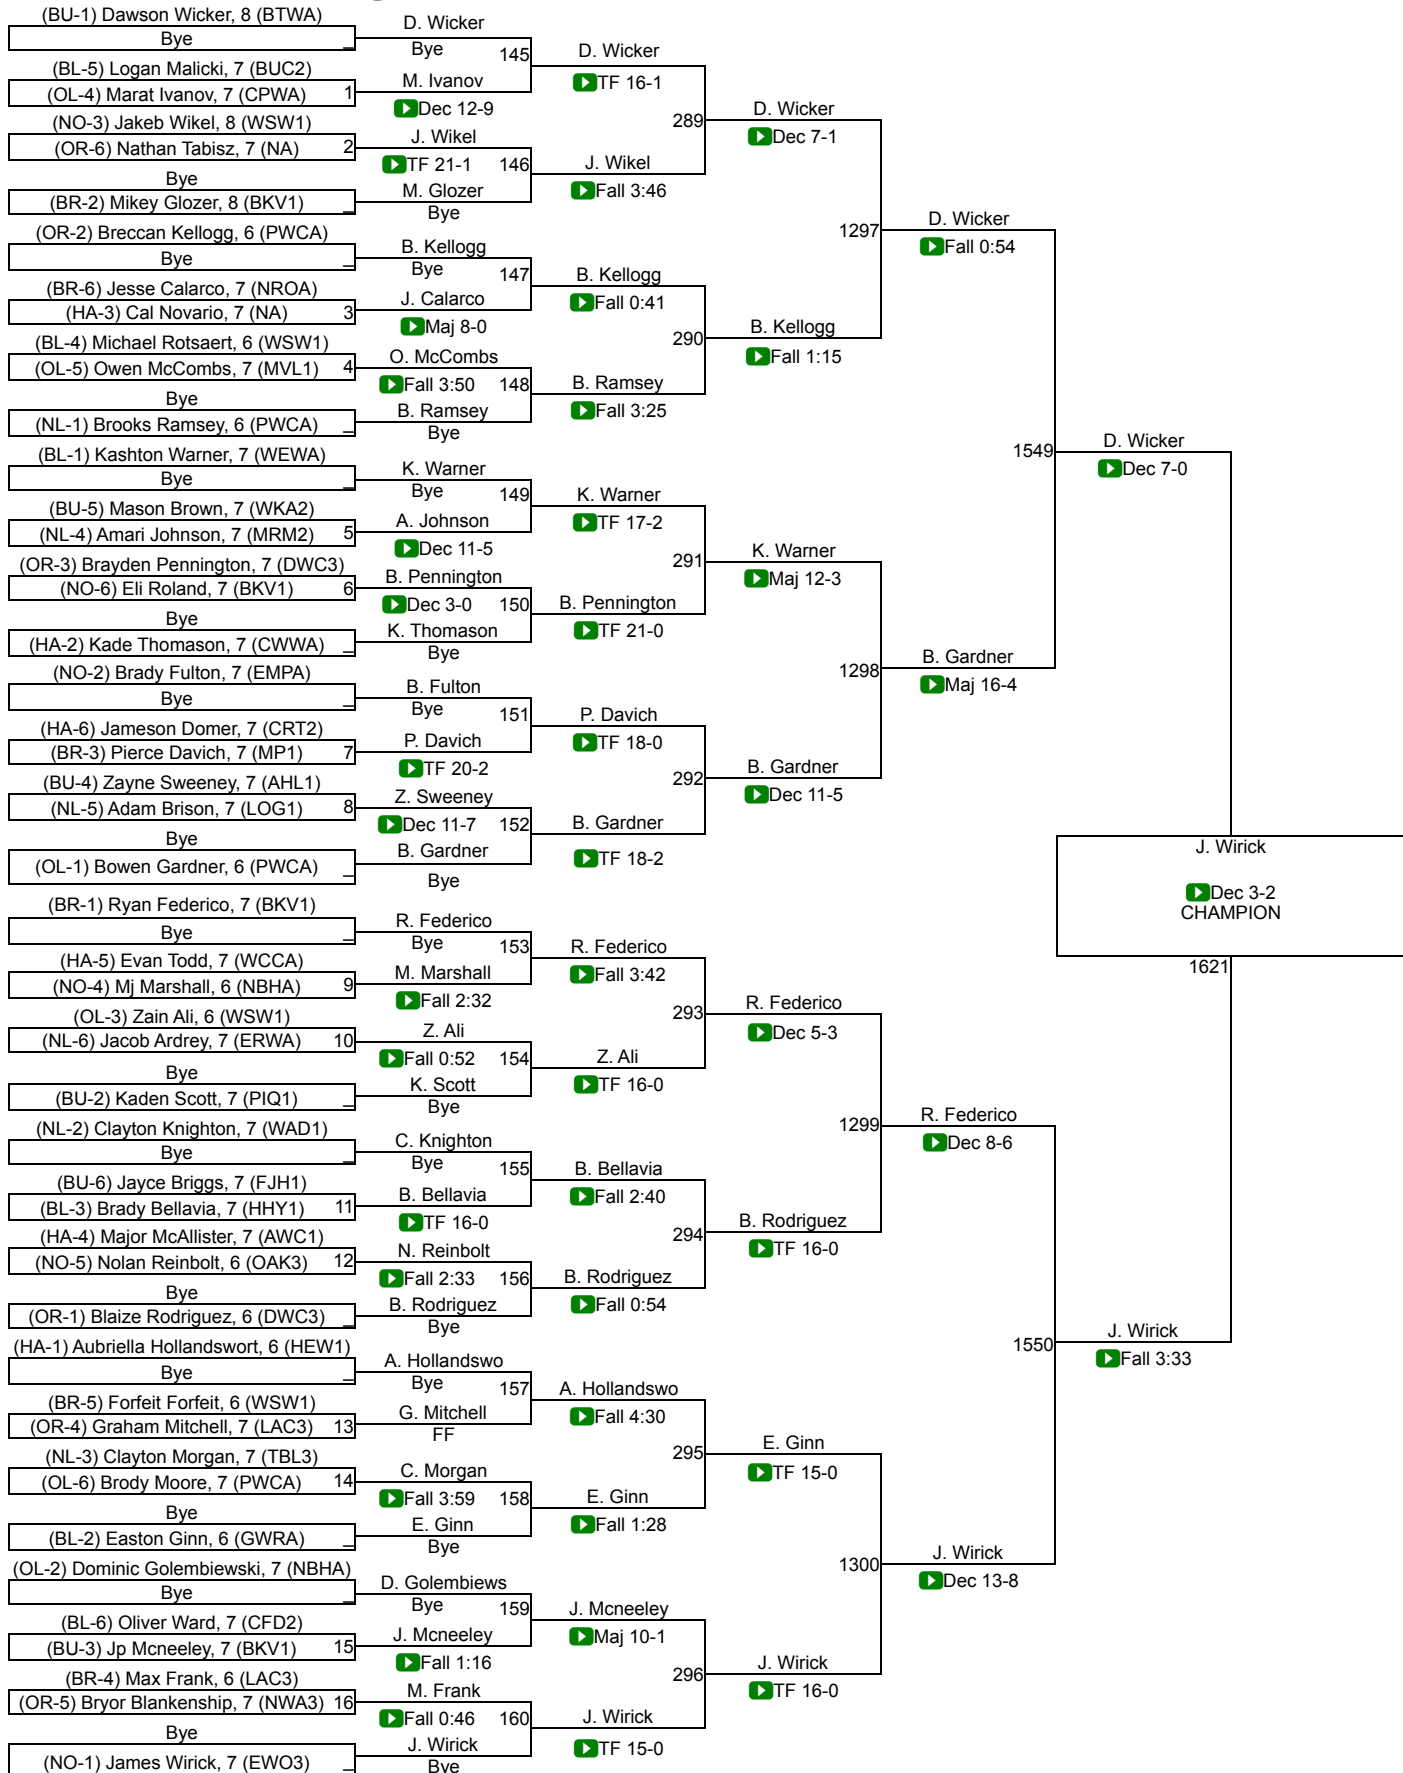 (BU-1) Dawson Wicker, 8 (BTWA)
Bye
(BL-5) Logan Malicki, 7 (BUC2)
(OL-4) Marat Ivanov, 7 (CPWA) 1
(NO-3) Jakeb Wikel, 8 (WSW1)
(OR-6) Nathan Tabisz, 7 (NA) 2
Bye
(BR-2) Mikey Glozer, 8 (BKV1)
(OR-2) Breccan Kellogg, 6 (PWCA)
Bye
(BR-6) Jesse Calarco, 7 (NROA)
(HA-3) Cal Novario, 7 (NA) 3
(BL-4) Michael Rotsaert, 6 (WSW1)
(OL-5) Owen McCombs, 7 (MVL1) 4
Bye
(NL-1) Brooks Ramsey, 6 (PWCA)
(BL-1) Kashton Warner, 7 (WEWA)
Bye
(BU-5) Mason Brown, 7 (WKA2)
(NL-4) Amari Johnson, 7 (MRM2) 5
(OR-3) Brayden Pennington, 7 (DWC3)
(NO-6) Eli Roland, 7 (BKV1) 6
Bye
(HA-2) Kade Thomason, 7 (CWWA)
(NO-2) Brady Fulton, 7 (EMPA)
Bye
(HA-6) Jameson Domer, 7 (CRT2)
(BR-3) Pierce Davich, 7 (MP1) 7
(BU-4) Zayne Sweeney, 7 (AHL1)
(NL-5) Adam Brison, 7 (LOG1) 8
Bye
(OL-1) Bowen Gardner, 6 (PWCA)
(BR-1) Ryan Federico, 7 (BKV1)
Bye
(HA-5) Evan Todd, 7 (WCCA)
(NO-4) Mj Marshall, 6 (NBHA) 9
(OL-3) Zain Ali, 6 (WSW1)
(NL-6) Jacob Ardrey, 7 (ERWA) 10
Bye
(BU-2) Kaden Scott, 7 (PIQ1)
(NL-2) Clayton Knighton, 7 (WAD1)
Bye
(BU-6) Jayce Briggs, 7 (FJH1)
(BL-3) Brady Bellavia, 7 (HHY1) 11
(HA-4) Major McAllister, 7 (AWC1)
(NO-5) Nolan Reinbolt, 6 (OAK3) 12
Bye
(OR-1) Blaize Rodriguez, 6 (DWC3)
(HA-1) Aubriella Hollandswort, 6 (HEW1)
Bye
(BR-5) Forfeit Forfeit, 6 (WSW1)
(OR-4) Graham Mitchell, 7 (LAC3) 13
(NL-3) Clayton Morgan, 7 (TBL3)
(OL-6) Brody Moore, 7 (PWCA) 14
Bye
(BL-2) Easton Ginn, 6 (GWRA)
(OL-2) Dominic Golembiewski, 7 (NBHA)
Bye
(BL-6) Oliver Ward, 7 (CFD2)
(BU-3) Jp Mcneeley, 7 (BKV1) 15
(BR-4) Max Frank, 6 (LAC3)
(OR-5) Bryor Blankenship, 7 (NWA3) 16
Bye
(NO-1) James Wirick, 7 (EWO3)
D. Wicker
Bye 145
M. Ivanov
Dec 12-9
J. Wikel
TF 21-1 146
M. Glozer
Bye
B. Kellogg
Bye 147
J. Calarco
Maj 8-0
O. McCombs
Fall 3:50 148
B. Ramsey
Bye
K. Warner
Bye 149
A. Johnson
Dec 11-5
B. Pennington
Dec 3-0 150
K. Thomason
Bye
B. Fulton
Bye 151
P. Davich
TF 20-2
Z. Sweeney
Dec 11-7 152
B. Gardner
Bye
R. Federico
Bye 153
M. Marshall
Fall 2:32
Z. Ali
Fall 0:52 154
K. Scott
Bye
C. Knighton
Bye 155
B. Bellavia
TF 16-0
N. Reinbolt
Fall 2:33 156
B. Rodriguez
Bye
A. Hollandswo
Bye 157
G. Mitchell
FF
C. Morgan
Fall 3:59 158
E. Ginn
Bye
D. Golembiews
Bye 159
J. Mcneeley
Fall 1:16
M. Frank
Fall 0:46 160
J. Wirick
Bye
D. Wicker
TF 16-1
289
J. Wikel
Fall 3:46
B. Kellogg
Fall 0:41
290
B. Ramsey
Fall 3:25
K. Warner
TF 17-2
291
B. Pennington
TF 21-0
P. Davich
TF 18-0
292
B. Gardner
TF 18-2
R. Federico
Fall 3:42
293
Z. Ali
TF 16-0
B. Bellavia
Fall 2:40
294
B. Rodriguez
Fall 0:54
A. Hollandswo
Fall 4:30
295
E. Ginn
Fall 1:28
J. Mcneeley
Maj 10-1
296
J. Wirick
TF 15-0
D. Wicker
Dec 7-1
1297
B. Kellogg
Fall 1:15
K. Warner
Maj 12-3
1298
B. Gardner
Dec 11-5
R. Federico
Dec 5-3
1299
B. Rodriguez
TF 16-0
E. Ginn
TF 15-0
1300
J. Wirick
TF 16-0
D. Wicker
Fall 0:54
1549
B. Gardner
Maj 16-4
R. Federico
Dec 8-6
1550
J. Wirick
Dec 13-8
D. Wicker
Dec 7-0
J. Wirick
Fall 3:33
J. Wirick
Dec 3-2
CHAMPION
1621